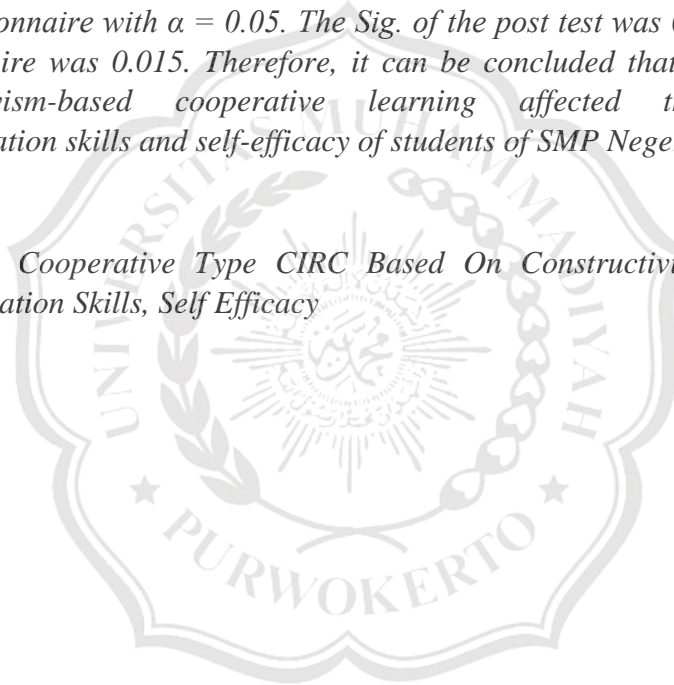 onnaire with α = 0.05. The Sig. of the post test was
ire was 0.015. Therefore, it can be concluded that
vism-based cooperative learning affected
ation skills and self-efficacy of students of SMP Nege
Cooperative Type CIRC Based On Constructivi
ation Skills, Self Efficacy
UNIVERSITAS MUHAMMADIYAH
PURWOKERTO